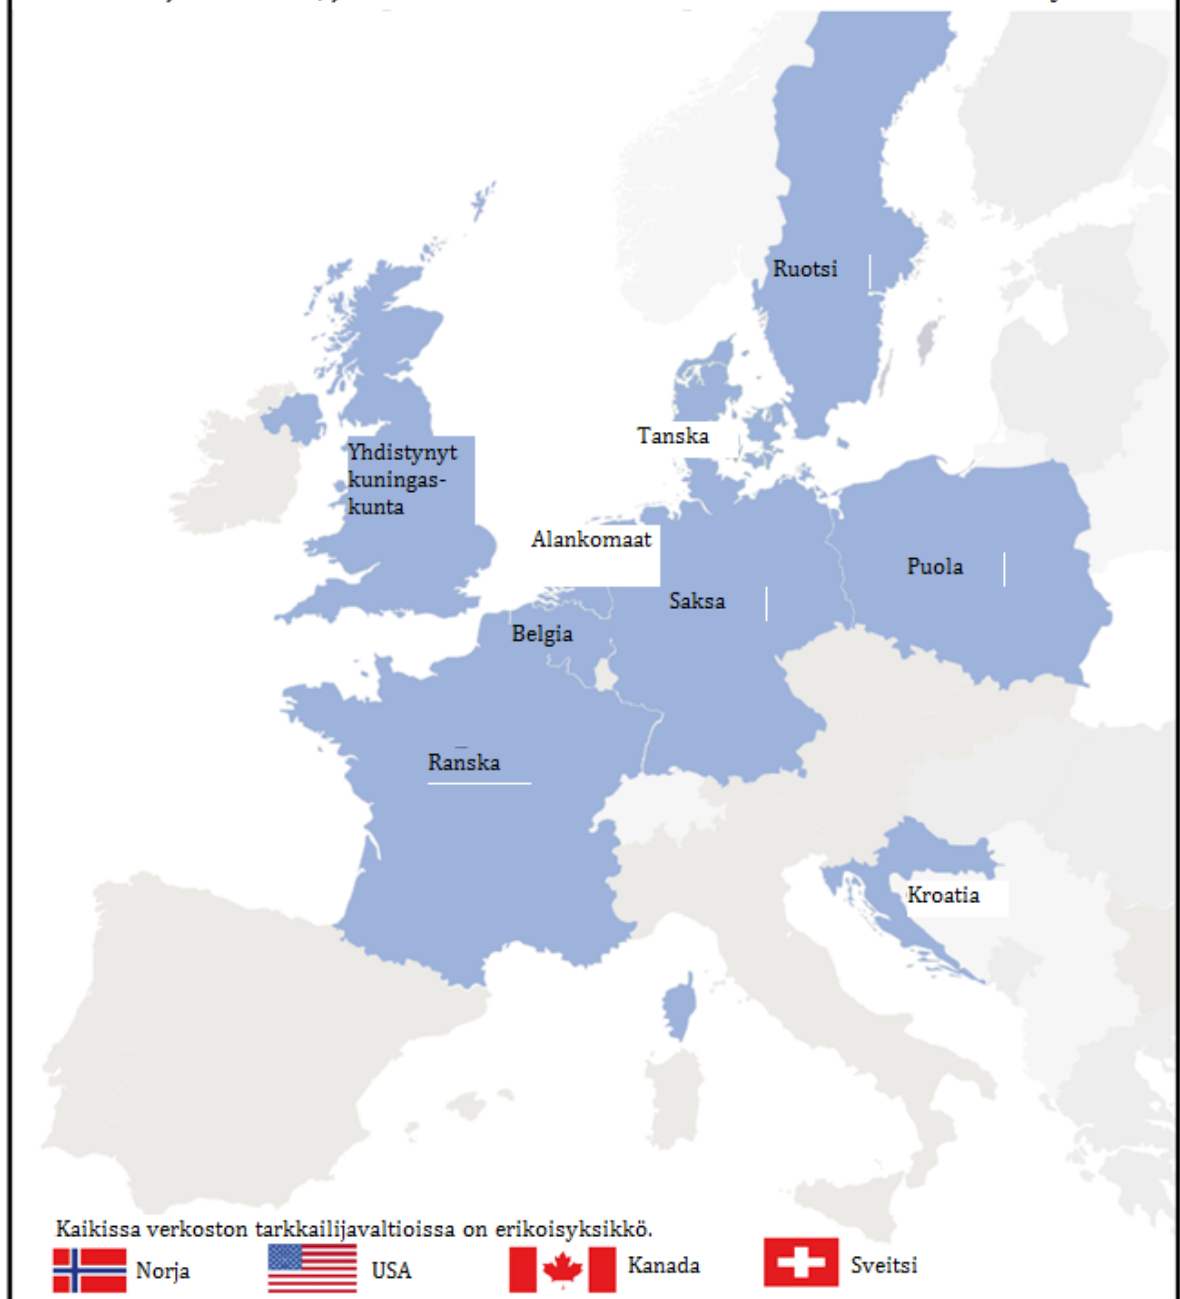 Ruotsi
Tanska
Yhdistynyt
kuningas-
kunta
Alankomaat
Puola
Saksa
Belgia
Ranska
Kroatia
Kaikissa verkoston tarkkailijavaltioissa on erikoisyksikkö.
Norja
USA
Kanada
Sveitsi